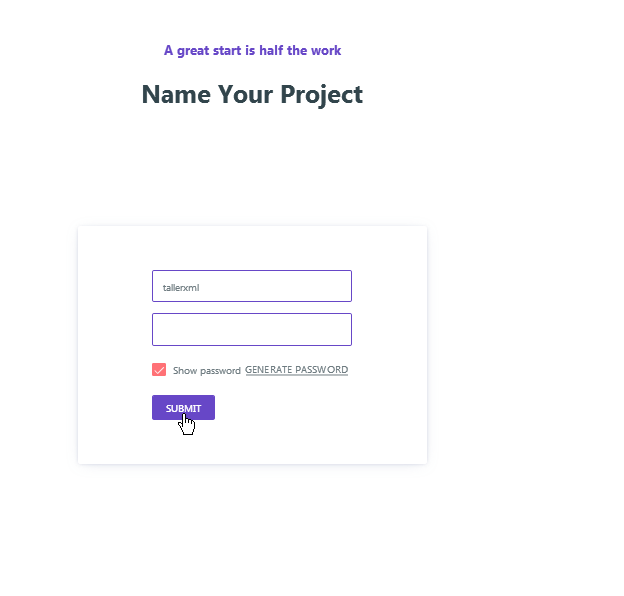 A great start is half the work
Name Your Project
tallerxml
Show password GENERATE PASSWORD
SUBMIT